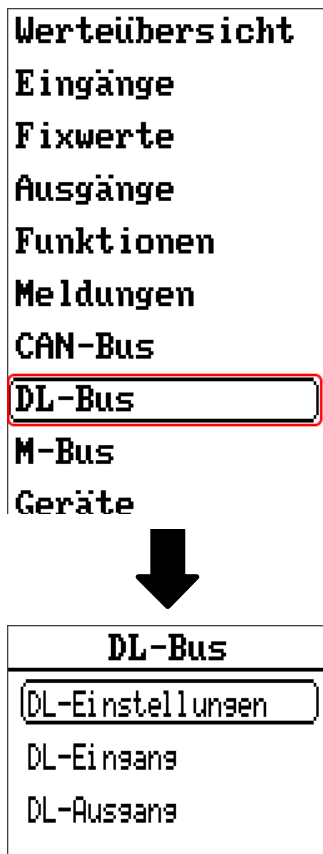 Werteübersicht
Eingänge
Fixwerte
Ausgänge
Funktionen
Meldungen
CAN-Bus
DL-Bus
M-Bus
Geräte
DL-Bus
DL-Einstellungen
DL-Eingang
DL-Ausgang